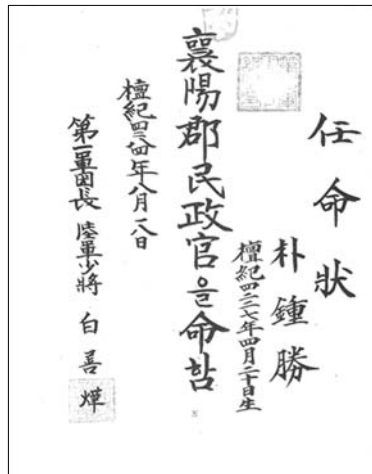 任命狀
朴鍾勝
檀紀四二三七年四月二十日生
襄陽郡民政官을命함
檀紀四二八四年八月一八日
第一軍団長 陸軍少將 白善燁